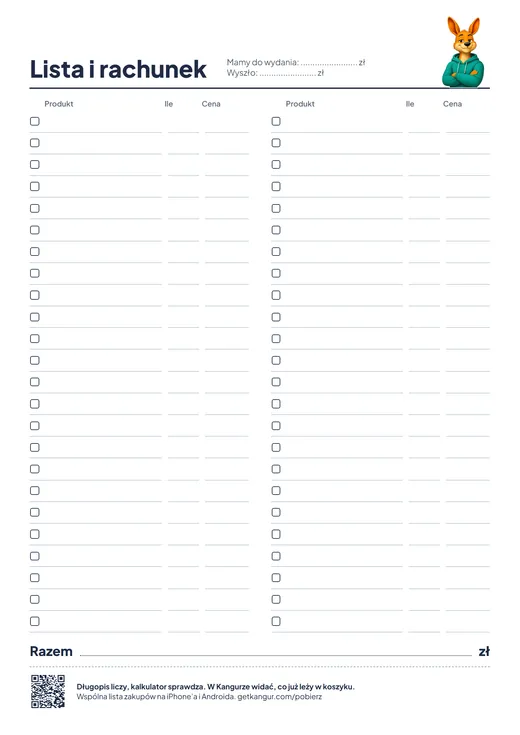 Lista i rachunek
Mamy do wydania: ........................ zł
Wyszło: ........................ zł
Produkt Ile Cena Produkt Ile Cena
Razem zł
Długopis liczy, kalkulator sprawdza. W Kangurze widać, co już leży w koszyku.
Wspólna lista zakupów na iPhone'a i Androida. getkangur.com/pobierz